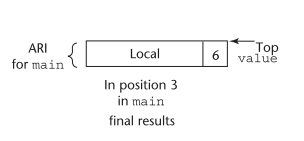 ARI
for main
Local
6
Top
value
In position 3
in main
final results